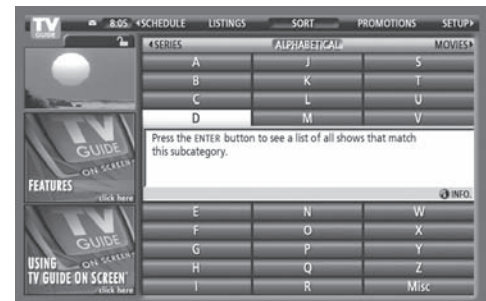 TV GUIDE 8:05 SCHEDULE LISTINGS SORT PROMOTIONS SETUP
SERIES ALPHABETICAL MOVIES
A J S
B K T
C L U
D M V
Press the ENTER button to see a list of all shows that match
this subcategory.
INFO.
TV
GUIDE
ON SCREEN
FEATURES
click here
E N W
F O X
G P Y
H Q Z
I R Misc
TV
GUIDE
ON SCREEN
USING
TV GUIDE ON SCREEN
click here